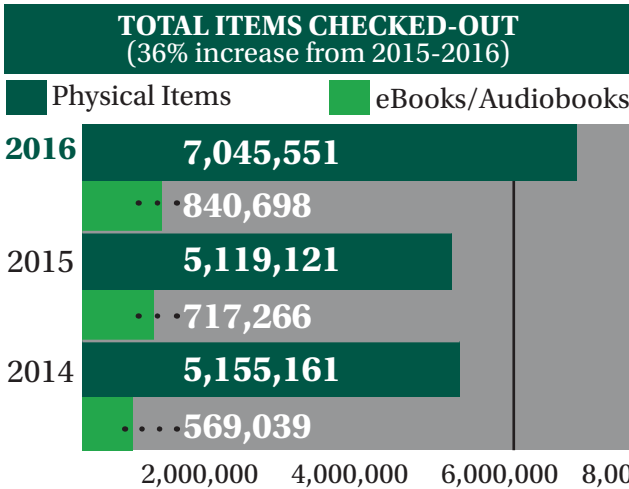 TOTAL ITEMS CHECKED-OUT
(36% increase from 2015-2016)
Physical Items eBooks/Audiobooks
2016 7,045,551
840,698
2015 5,119,121
717,266
2014 5,155,161
569,039
2,000,000 4,000,000 6,000,000 8,00